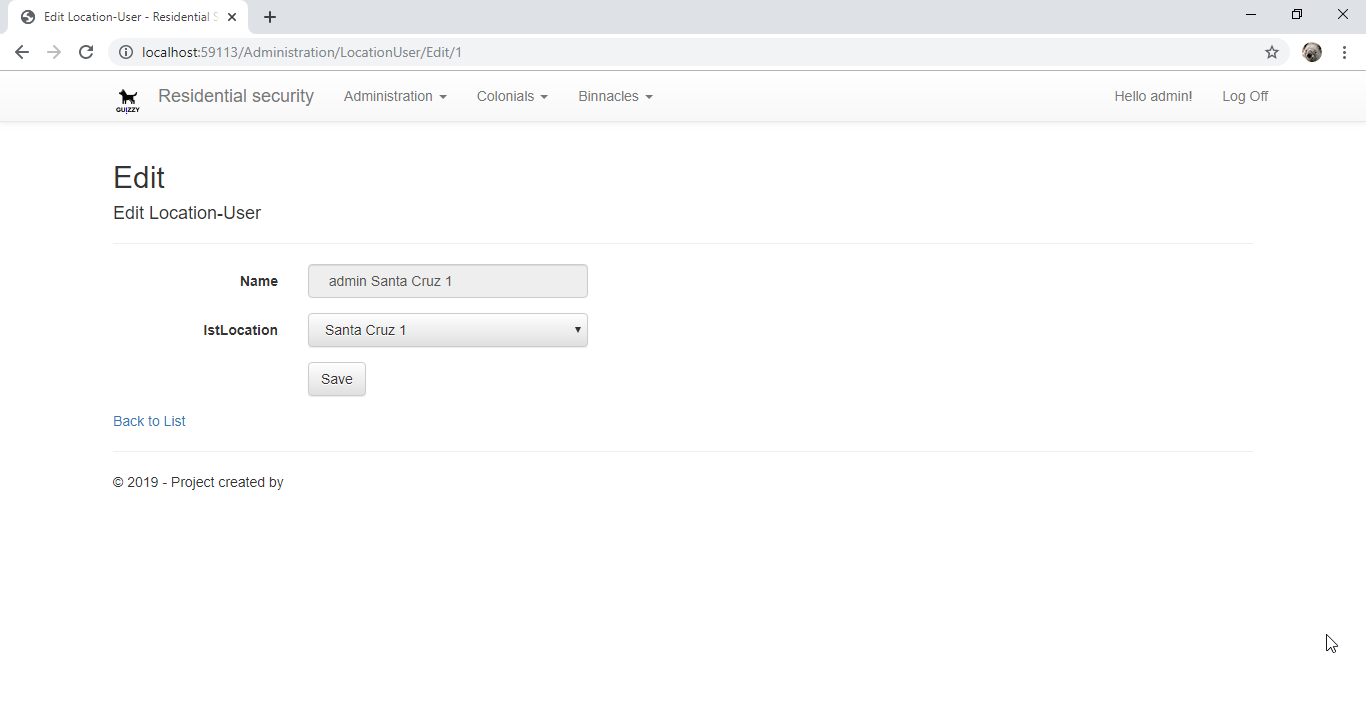 Edit Location-User - Residential S
localhost:59113/Administration/LocationUser/Edit/1
GUIZZY Residential security Administration Colonials Binnacles Hello admin! Log Off
Edit
Edit Location-User
Name admin Santa Cruz 1
lstLocation Santa Cruz 1
Save
Back to List
© 2019 - Project created by